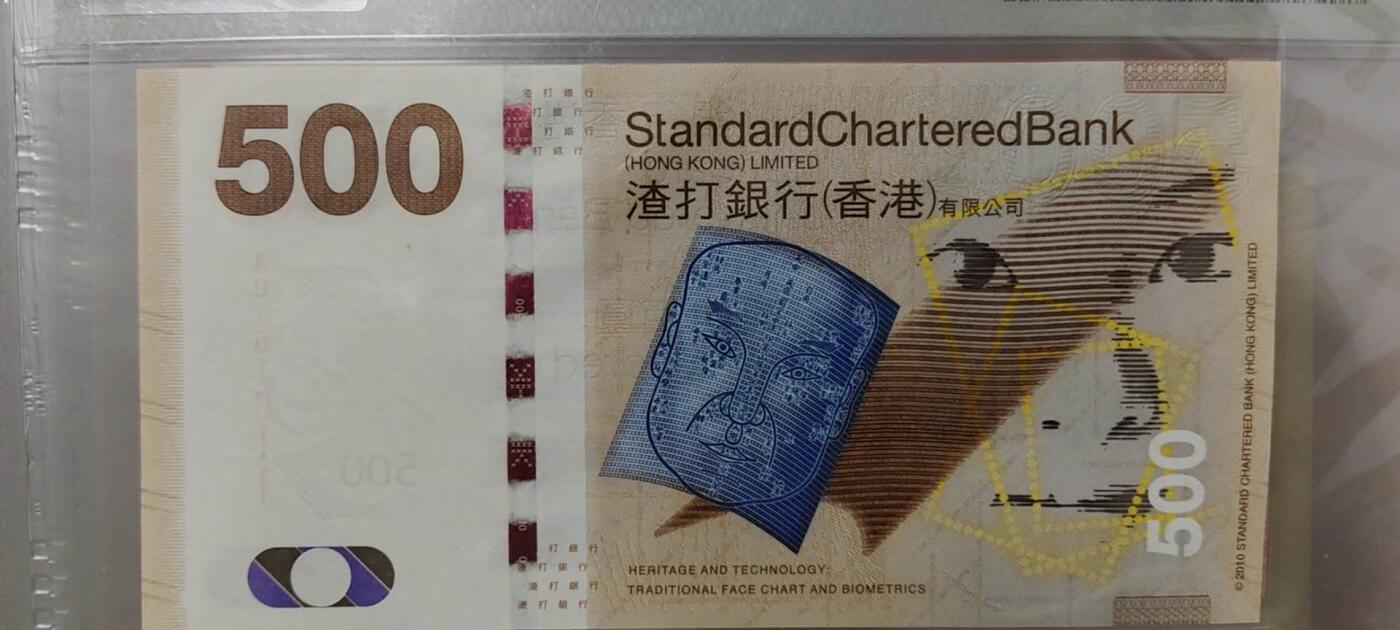 500
渣打銀行
打銀行
打銀行
渣打銀行
StandardCharteredBank
(HONG KONG) LIMITED
渣打銀行(香港)有限公司
500
打銀行
渣打銀行
渣打銀行
渣打銀行
HERITAGE AND TECHNOLOGY:
TRADITIONAL FACE CHART AND BIOMETRICS
500
© 2010 STANDARD CHARTERED BANK (HONG KONG) LIMITED